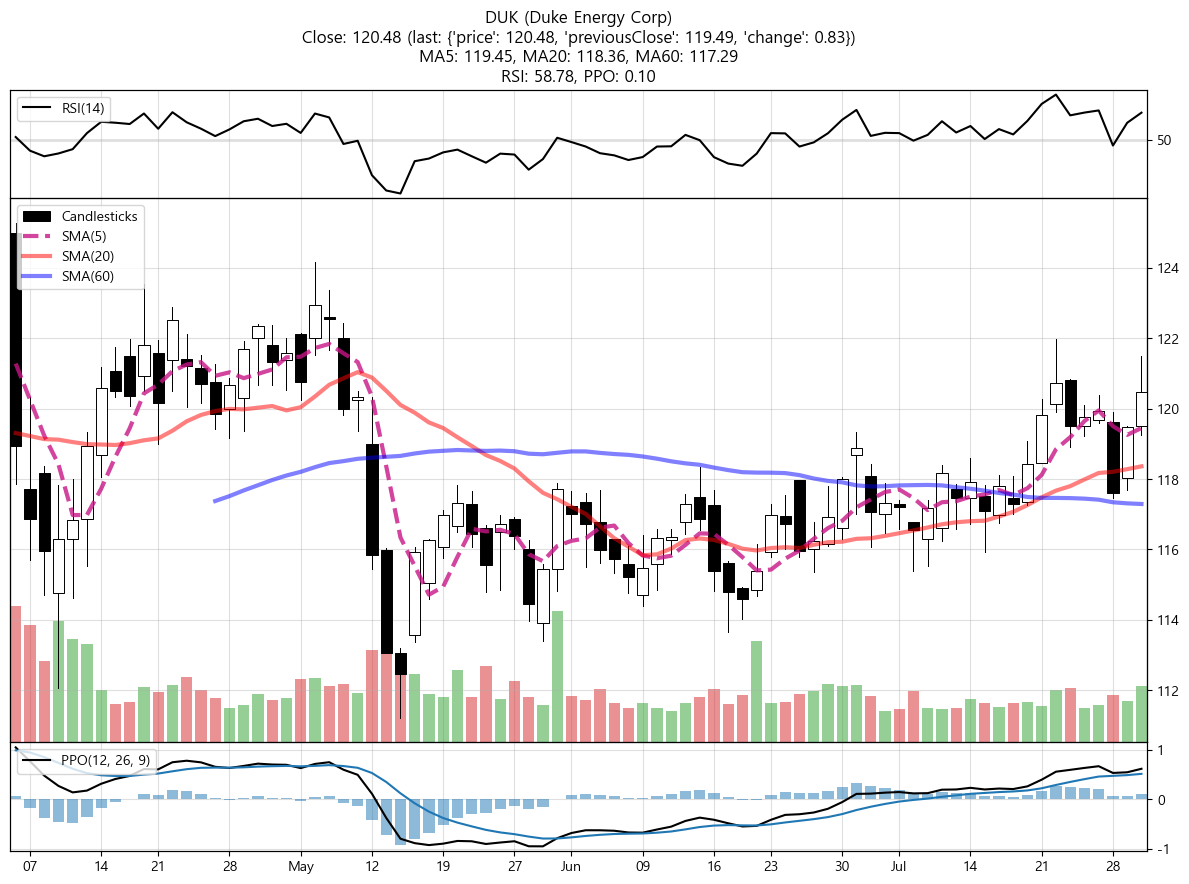 DUK (Duke Energy Corp)
Close: 120.48 (last: {'price': 120.48, 'previousClose': 119.49, 'change': 0.83})
MA5: 119.45, MA20: 118.36, MA60: 117.29
RSI: 58.78, PPO: 0.10
RSI(14)
50
Candlesticks
SMA(5)
SMA(20)
SMA(60)
124
122
120
118
116
114
112
PPO(12, 26, 9)
1
0
-1
07 14 21 28 May 12 19 27 Jun 09 16 23 30 Jul 14 21 28